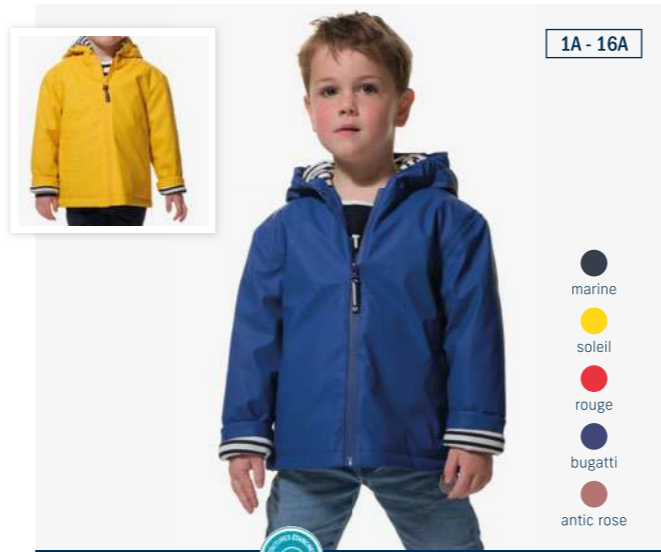 1A - 16A
marine
soleil
rouge
bugatti
antic rose